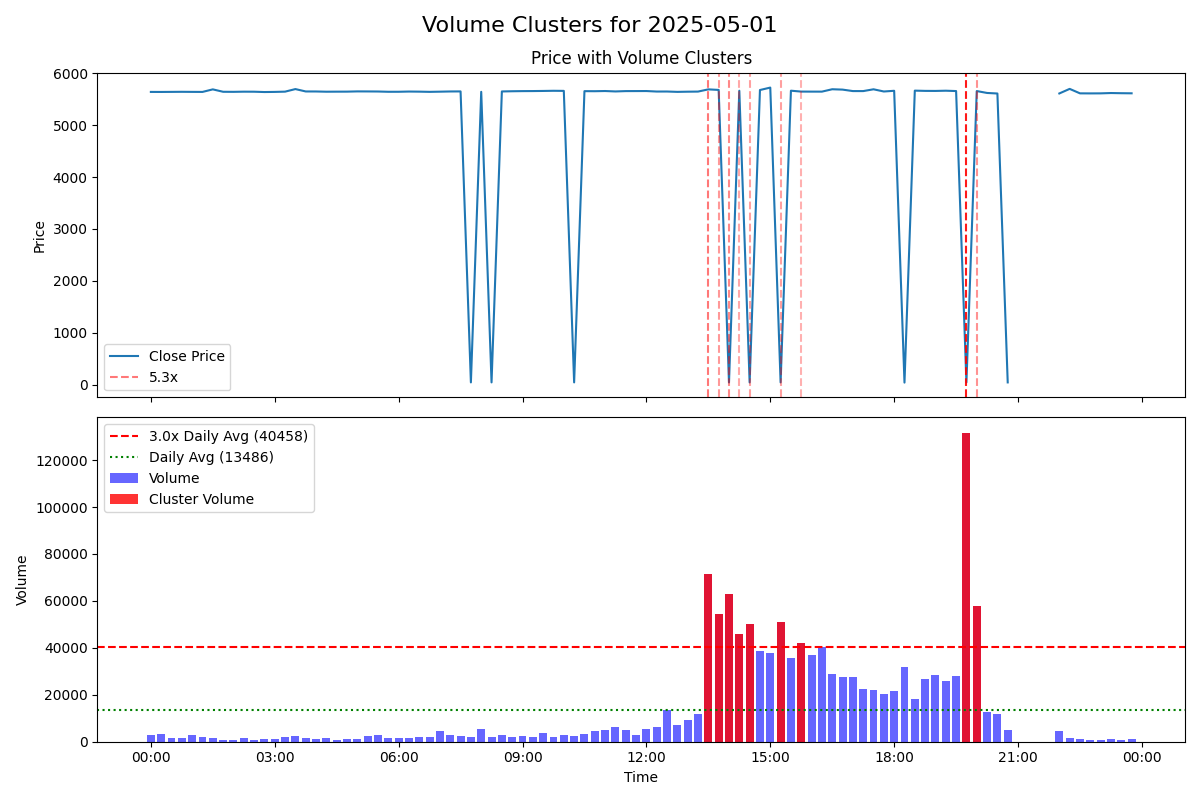 Volume Clusters for 2025-05-01
Price with Volume Clusters
6000
5000
4000
3000
2000
1000
0
Price
Close Price
5.3x
120000
100000
80000
60000
40000
20000
0
Volume
3.0x Daily Avg (40458)
Daily Avg (13486)
Volume
Cluster Volume
00:00 03:00 06:00 09:00 12:00 15:00 18:00 21:00 00:00
Time